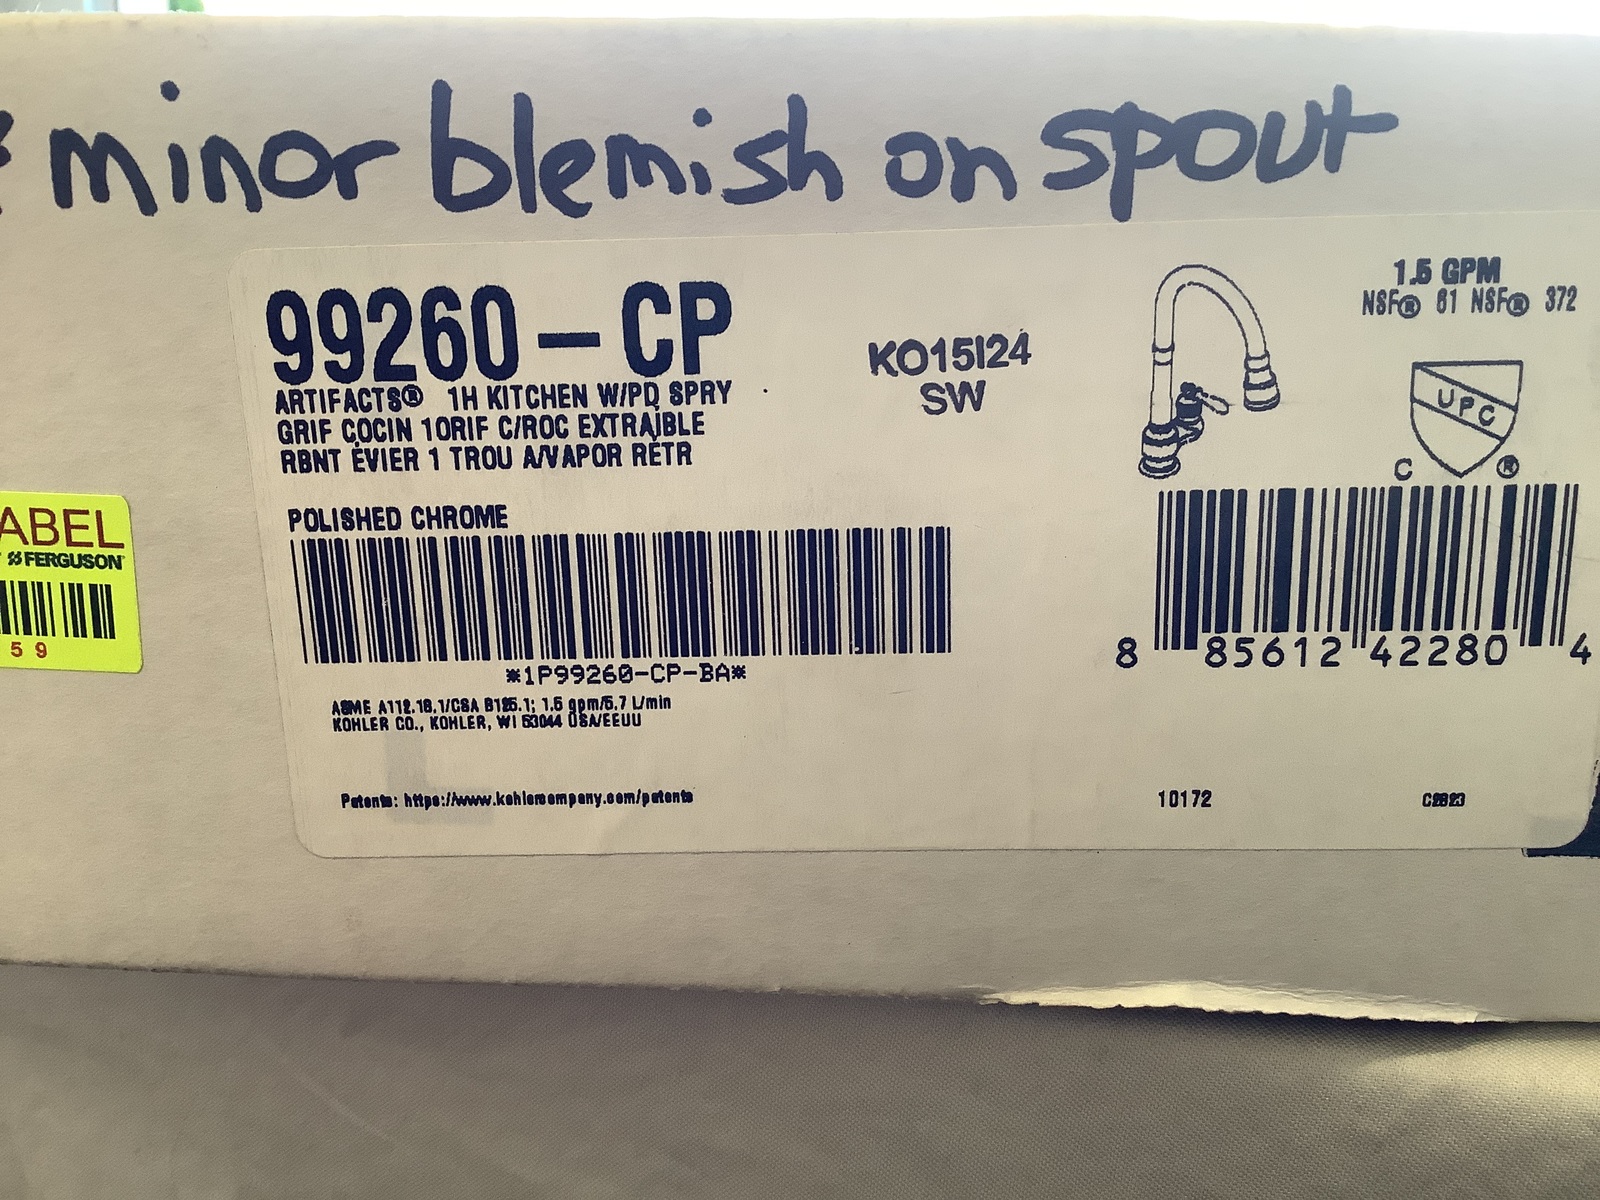 minor blemish on spout
99260-CP
ARTIFACTS® 1H KITCHEN W/PD SPRY
GRIF COCIN 1ORIF C/ROC EXTRAÍBLE
RBNT ÉVIER 1 TROU A/VAPOR RÉTR
POLISHED CHROME
*1P99260-CP-BA*
ASME A112.18.1/CSA B125.1; 1.5 gpm/5.7 L/min
KOHLER CO., KOHLER, WI 53044 USA/EEUU
Patents: https://www.kohlercompany.com/patents
KO15I24
SW
1.5 GPM
NSF® 61 NSF® 372
UPC
C ®
8 85612 42280 4
10172
ABEL
FERGUSON
59